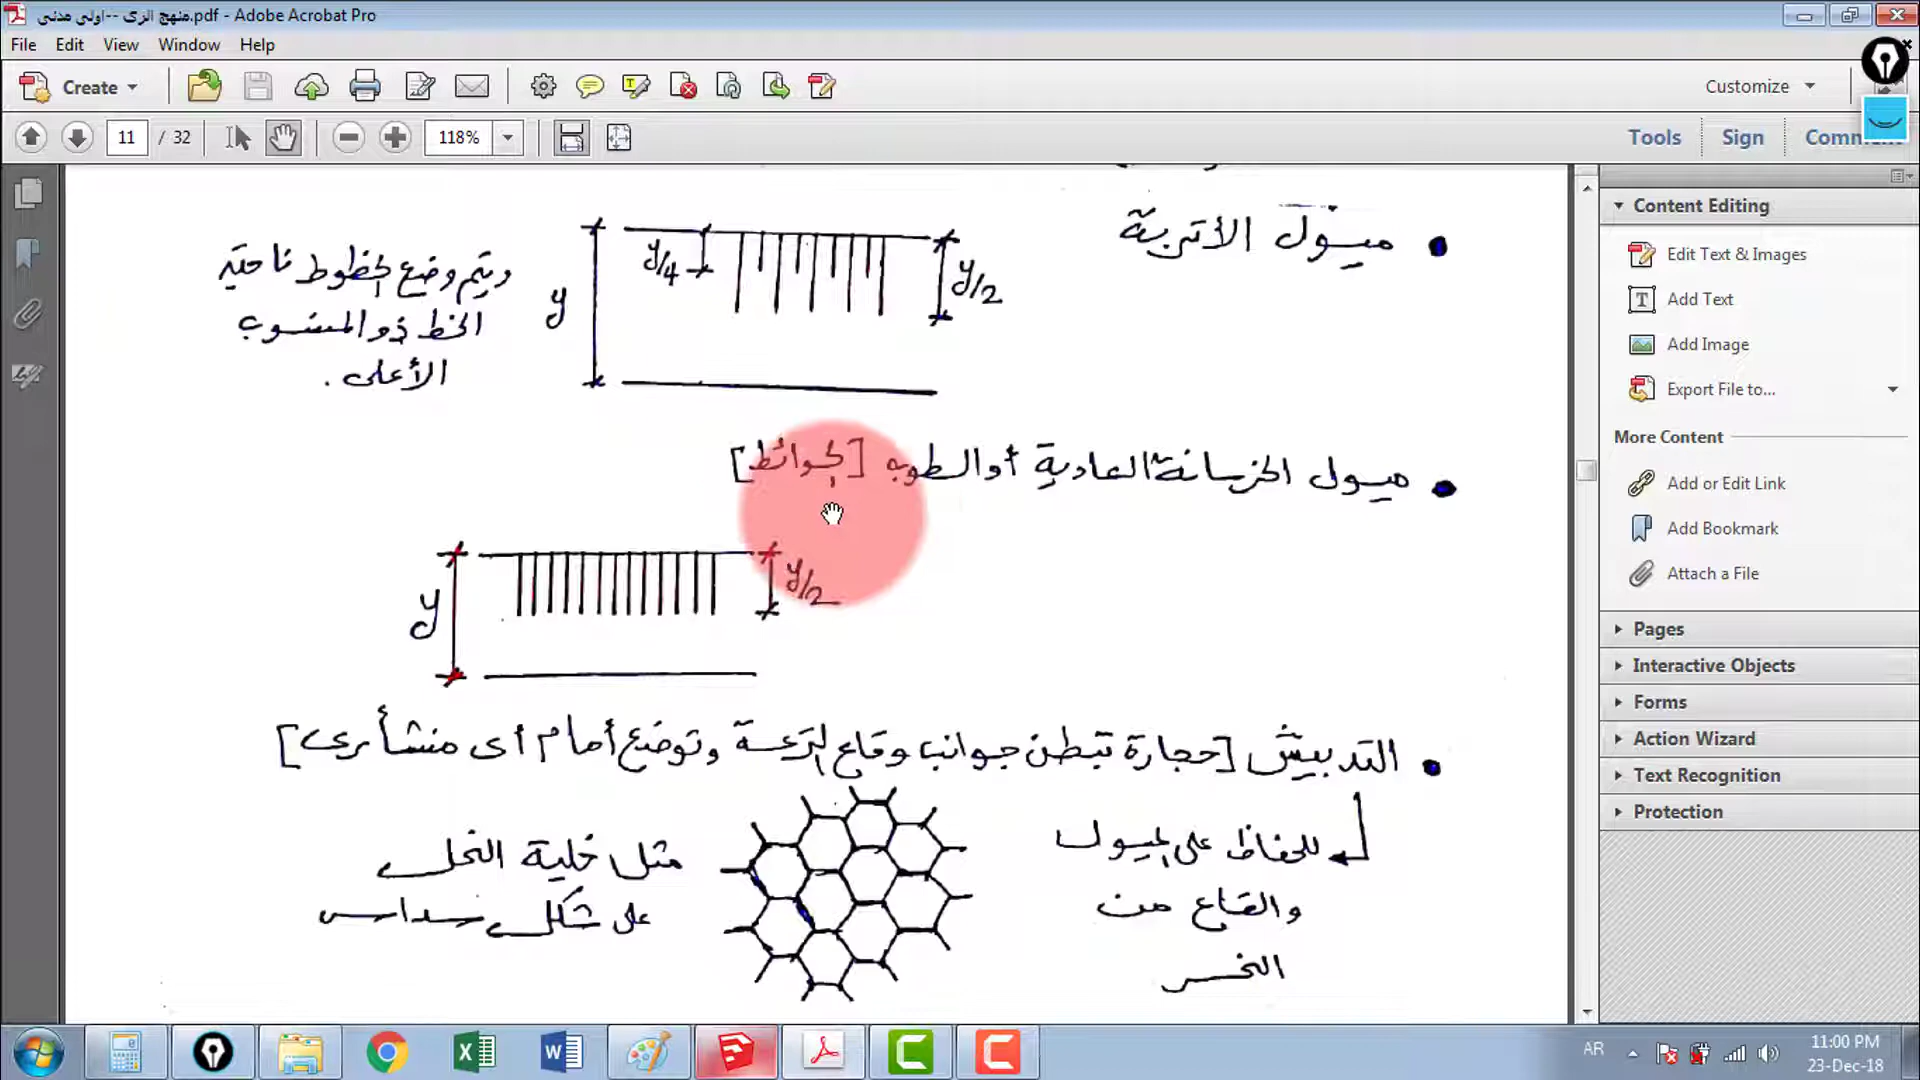 منهج الرى --اولى مدنى.pdf - Adobe Acrobat Pro
File Edit View Window Help
Create
Customize
11 / 32
118%
Tools Sign Comment
ميول الأتربة
y/4
y/2
y
ويتم وضع الخطوط ناحية
الخط ذو المنسوب
الأعلى .
ميول الخرسانة العادية أو الطوب [الحوائط]
y
y/2
التدبيش [حجارة تبطن جوانب وقاع الترعة وتوضع أمام أى منشأ رى]
للحفاظ على الميول
والقاع من
النحر
مثل خلية النحل
على شكل سداسى
Content Editing
Edit Text & Images
Add Text
Add Image
Export File to...
More Content
Add or Edit Link
Add Bookmark
Attach a File
Pages
Interactive Objects
Forms
Action Wizard
Text Recognition
Protection
AR
11:00 PM
23-Dec-18